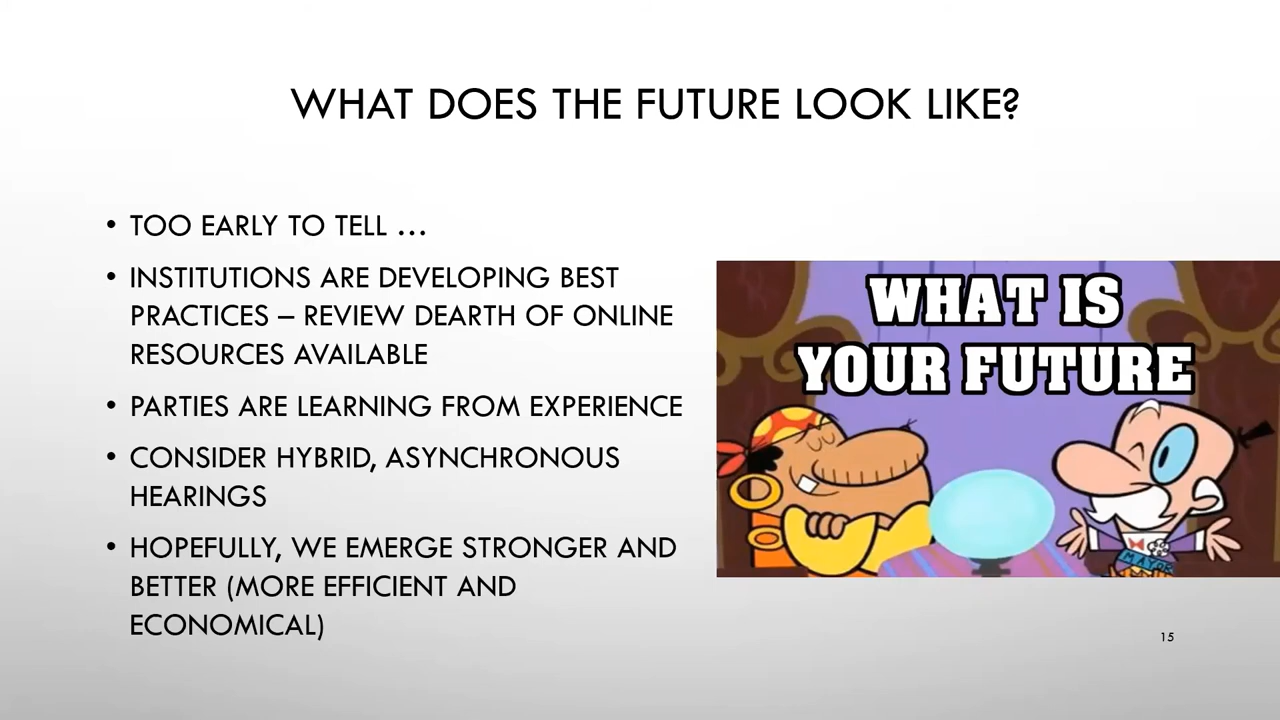 WHAT DOES THE FUTURE LOOK LIKE?
• TOO EARLY TO TELL …
• INSTITUTIONS ARE DEVELOPING BEST
PRACTICES – REVIEW DEARTH OF ONLINE
RESOURCES AVAILABLE
• PARTIES ARE LEARNING FROM EXPERIENCE
• CONSIDER HYBRID, ASYNCHRONOUS
HEARINGS
• HOPEFULLY, WE EMERGE STRONGER AND
BETTER (MORE EFFICIENT AND
ECONOMICAL)
WHAT IS
YOUR FUTURE
MAYOR
15